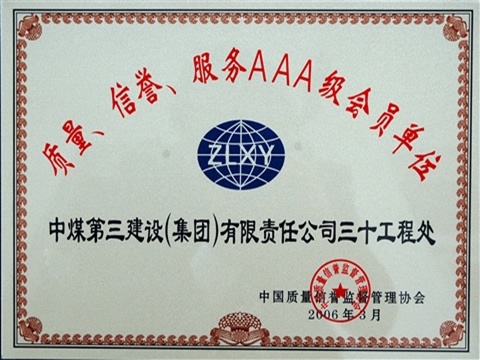 质量、信誉、服务AAA级会员单位
ZLXY
中煤第三建设(集团)有限责任公司三十工程处
中国质量信誉监督管理协会
2006年3月